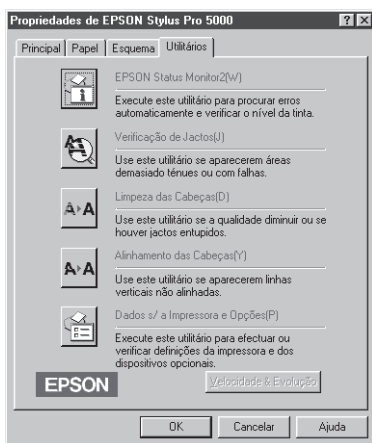 Propriedades de EPSON Stylus Pro 5000
Principal Papel Esquema Utilitários
EPSON Status Monitor2(W)
Execute este utilitário para procurar erros
automaticamente e verificar o nível da tinta.
Verificação de Jactos(J)
Use este utilitário se aparecerem áreas
demasiado ténues ou com falhas.
Limpeza das Cabeças(D)
Use este utilitário se a qualidade diminuir ou se
houver jactos entupidos.
Alinhamento das Cabeças(Y)
Use este utilitário se aparecerem linhas
verticais não alinhadas.
Dados s/ a Impressora e Opções(P)
Execute este utilitário para efectuar ou
verificar definições da impressora e dos
dispositivos opcionais.
EPSON
Velocidade & Evolução
OK Cancelar Ajuda